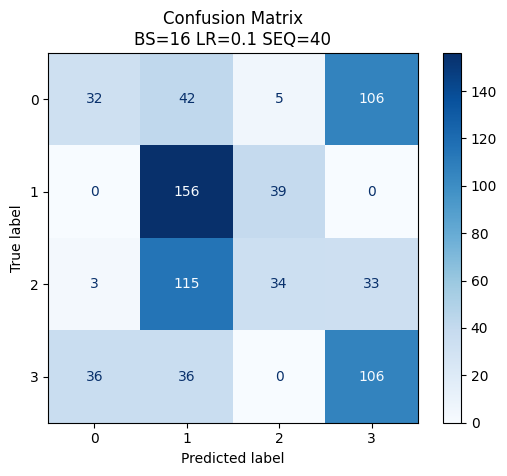 Confusion Matrix
BS=16 LR=0.1 SEQ=40
True label
0 32 42 5 106
1 0 156 39 0
2 3 115 34 33
3 36 36 0 106
0 1 2 3
Predicted label
140
120
100
80
60
40
20
0